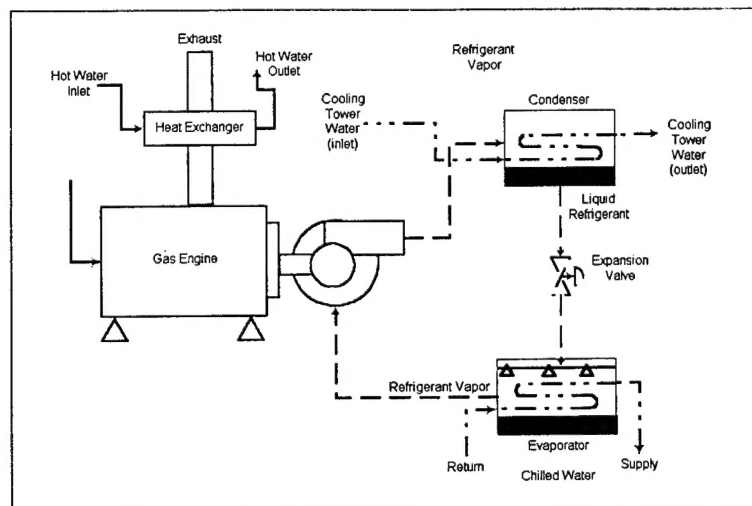 Exhaust
Hot Water
Inlet
Hot Water
Outlet
Heat Exchanger
Gas Engine
Refrigerant
Vapor
Cooling
Tower
Water
(inlet)
Condenser
Cooling
Tower
Water
(outlet)
Liquid
Refrigerant
Expansion
Valve
Refrigerant Vapor
Evaporator
Return
Chilled Water
Supply